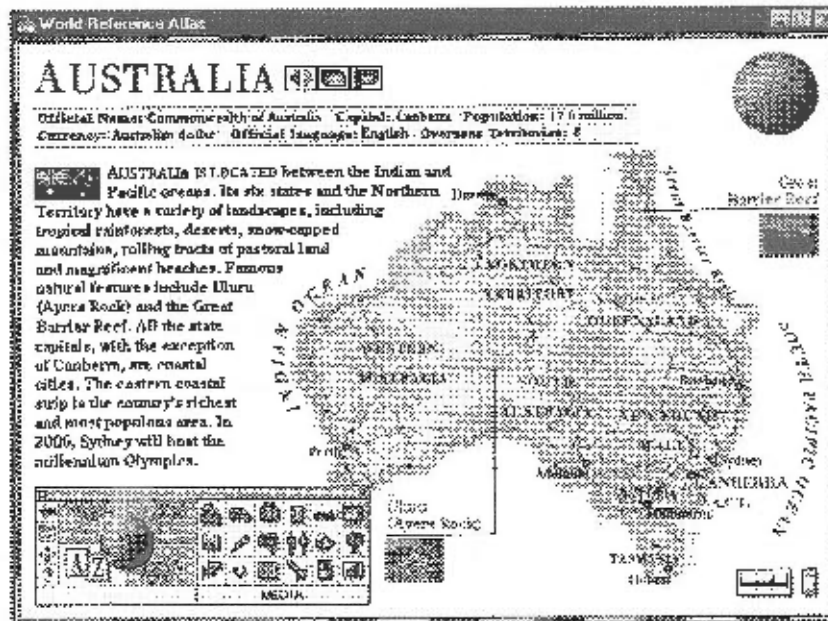 World Reference Atlas
AUSTRALIA
Official Name: Commonwealth of Australia Capital: Canberra Population: 17.6 million
Currency: Australian dollar Official language: English Overseas Territories: 6
AUSTRALIA IS LOCATED between the Indian and
Pacific oceans. Its six states and the Northern
Territory have a variety of landscapes, including
tropical rainforests, deserts, snow-capped
mountains, rolling tracts of pastoral land
and magnificent beaches. Famous
natural features include Uluru
(Ayers Rock) and the Great
Barrier Reef. All the state
capitals, with the exception
of Canberra, are coastal
cities. The eastern coastal
strip is the country's richest
and most populous area. In
2000, Sydney will host the
millennium Olympics.
Great
Barrier Reef
Great Barrier Reef
INDIAN OCEAN
PACIFIC OCEAN
NORTHERN
TERRITORY
QUEENSLAND
WESTERN
AUSTRALIA
SOUTH
AUSTRALIA
NEW SOUTH
WALES
Brisbane
Perth
Adelaide
Sydney
CANBERRA
A.C.T.
Melbourne
TASMANIA
Hobart
Uluru
(Ayers Rock)
A Z
MEDIA